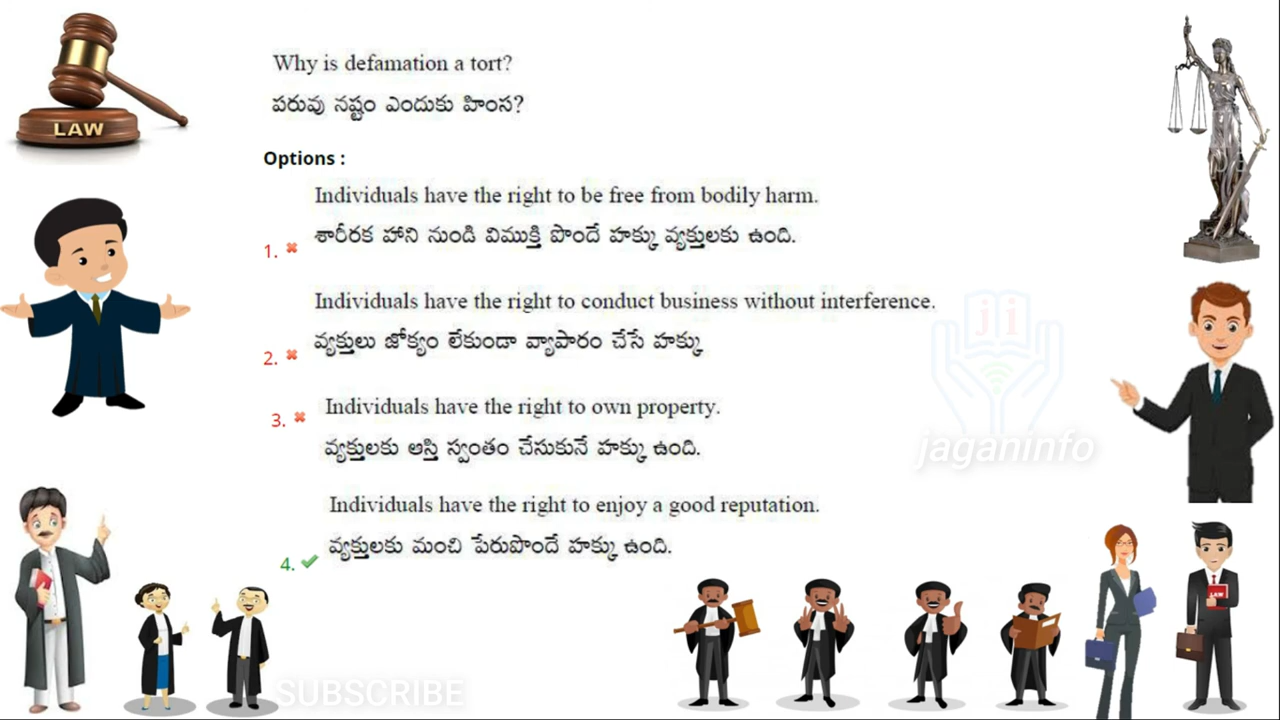 LAW
Why is defamation a tort?
పరువు నష్టం ఎందుకు హింస?
Options :
Individuals have the right to be free from bodily harm.
1. శారీరక హాని నుండి విముక్తి పొందే హక్కు వ్యక్తులకు ఉంది.
Individuals have the right to conduct business without interference.
2. వ్యక్తులు జోక్యం లేకుండా వ్యాపారం చేసే హక్కు
Individuals have the right to own property.
3. వ్యక్తులకు ఆస్తి స్వంతం చేసుకునే హక్కు ఉంది.
Individuals have the right to enjoy a good reputation.
4. వ్యక్తులకు మంచి పేరుపొందే హక్కు ఉంది.
ji
jaganinfo
LAW
SUBSCRIBE